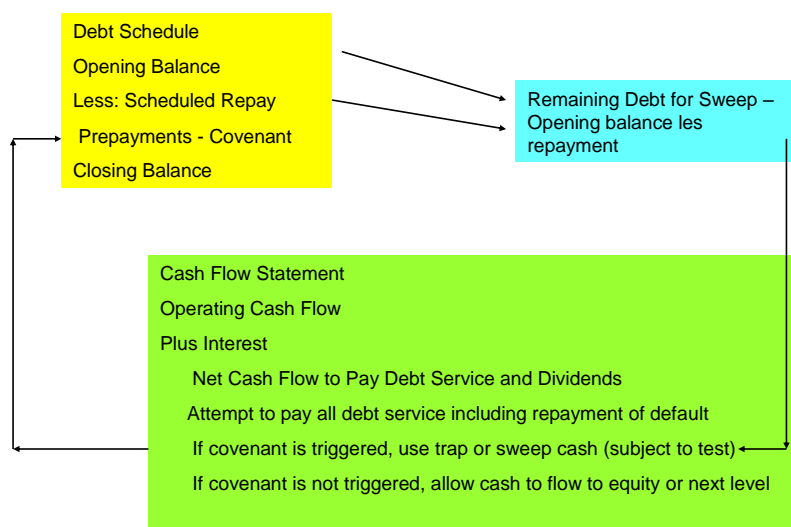 Debt Schedule
Opening Balance
Less: Scheduled Repay
Prepayments - Covenant
Closing Balance
Remaining Debt for Sweep –
Opening balance les
repayment
Cash Flow Statement
Operating Cash Flow
Plus Interest
Net Cash Flow to Pay Debt Service and Dividends
Attempt to pay all debt service including repayment of default
If covenant is triggered, use trap or sweep cash (subject to test)
If covenant is not triggered, allow cash to flow to equity or next level